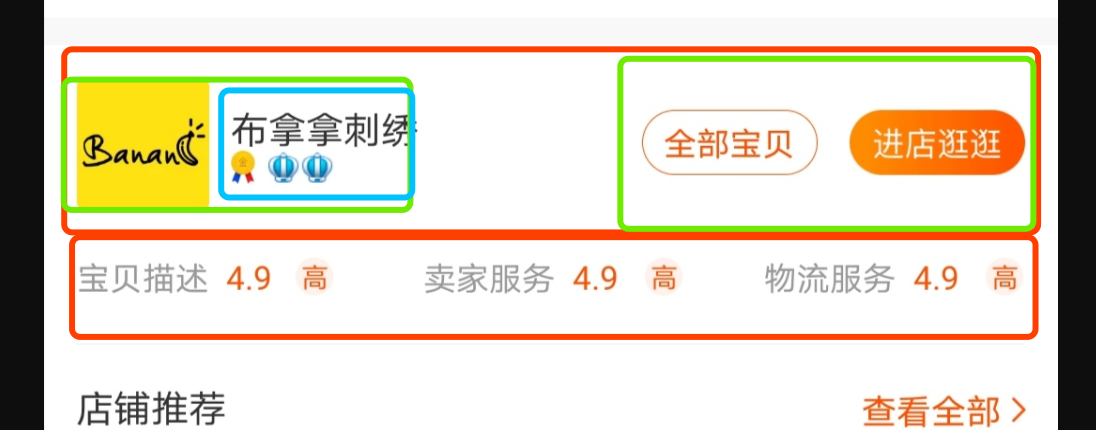 布拿拿刺绣
Banana
金
全部宝贝
进店逛逛
宝贝描述 4.9 高
卖家服务 4.9 高
物流服务 4.9 高
店铺推荐
查看全部 >